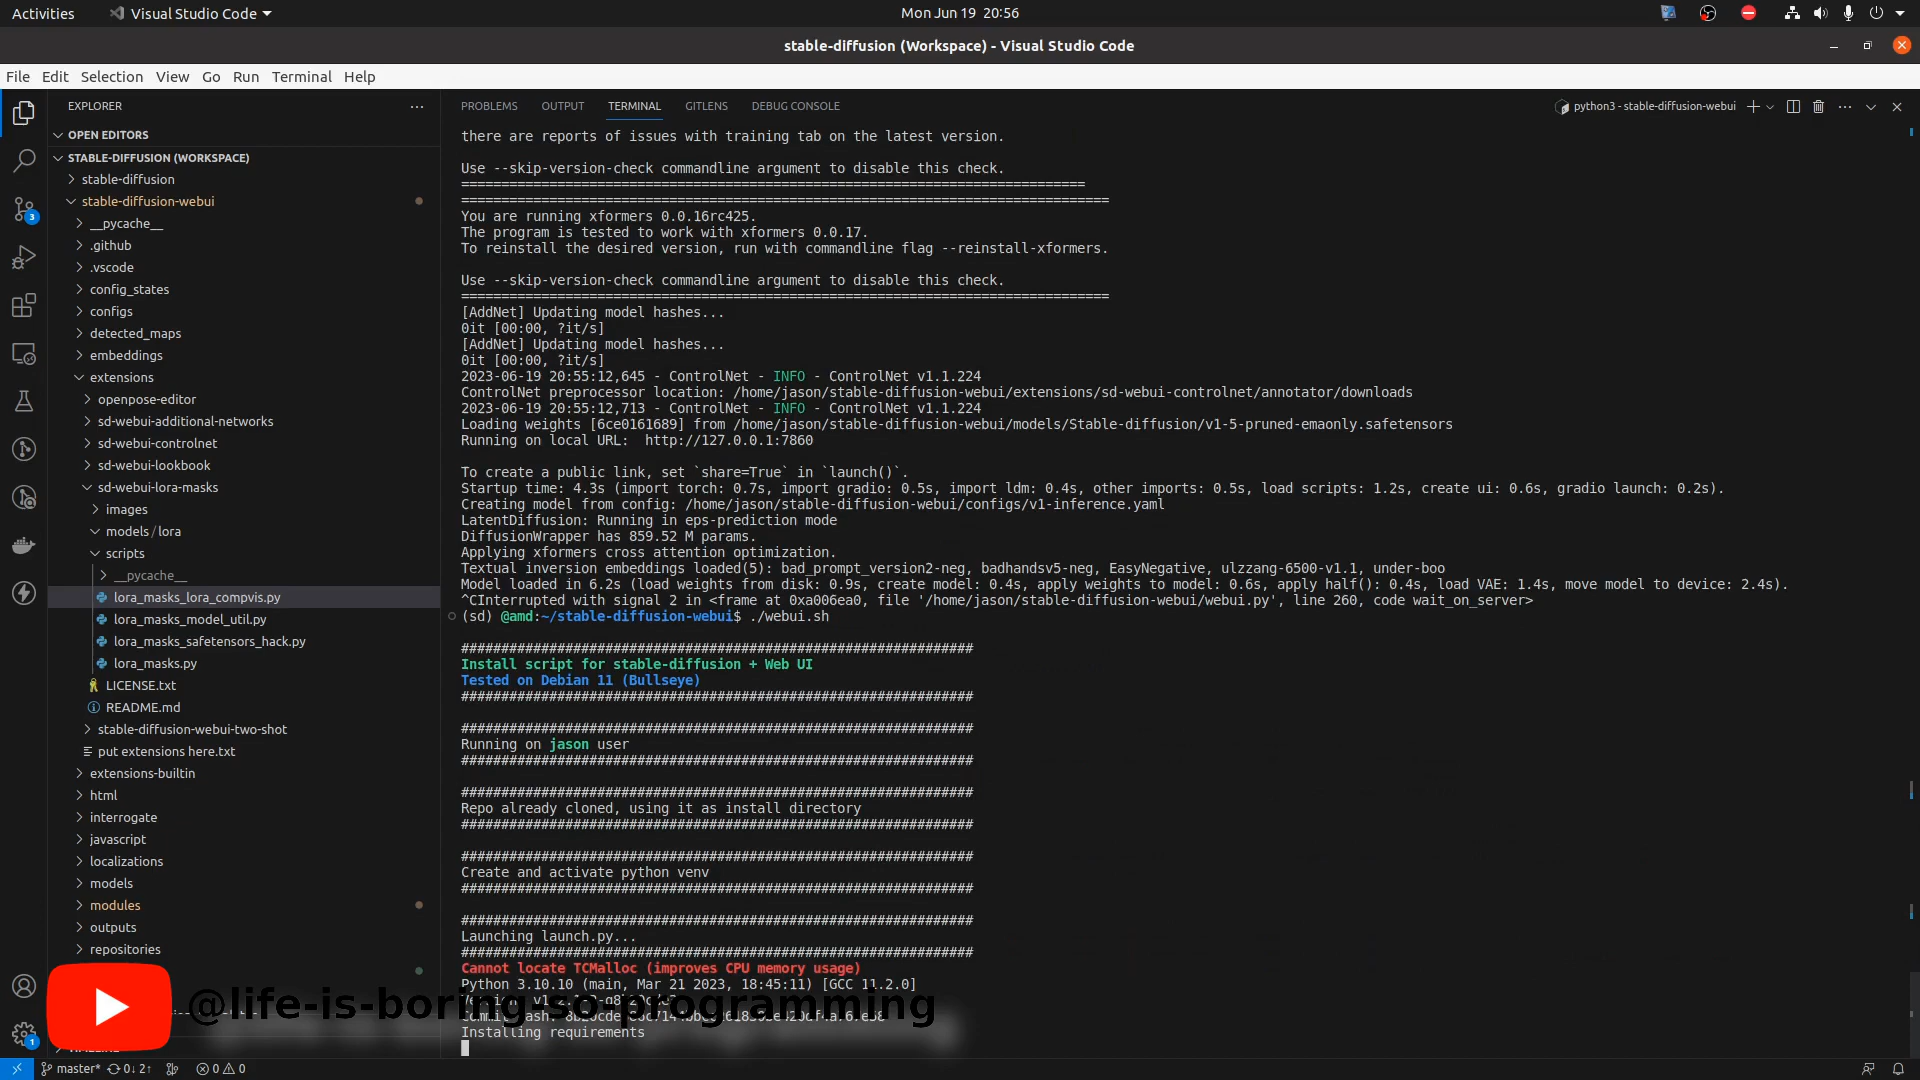 Activities
Visual Studio Code
Mon Jun 19 20:56
stable-diffusion (Workspace) - Visual Studio Code
File Edit Selection View Go Run Terminal Help
EXPLORER
OPEN EDITORS
STABLE-DIFFUSION (WORKSPACE)
stable-diffusion
stable-diffusion-webui
__pycache__
.github
.vscode
config_states
configs
detected_maps
embeddings
extensions
openpose-editor
sd-webui-additional-networks
sd-webui-controlnet
sd-webui-lookbook
sd-webui-lora-masks
images
models / lora
scripts
__pycache__
lora_masks_lora_compvis.py
lora_masks_model_util.py
lora_masks_safetensors_hack.py
lora_masks.py
LICENSE.txt
README.md
stable-diffusion-webui-two-shot
put extensions here.txt
extensions-builtin
html
interrogate
javascript
localizations
models
modules
outputs
repositories
3
1
PROBLEMS OUTPUT TERMINAL GITLENS DEBUG CONSOLE
python3 - stable-diffusion-webui
there are reports of issues with training tab on the latest version.
Use --skip-version-check commandline argument to disable this check.
==============================================================================
=================================================================================
You are running xformers 0.0.16rc425.
The program is tested to work with xformers 0.0.17.
To reinstall the desired version, run with commandline flag --reinstall-xformers.
Use --skip-version-check commandline argument to disable this check.
=================================================================================
[AddNet] Updating model hashes...
0it [00:00, ?it/s]
[AddNet] Updating model hashes...
0it [00:00, ?it/s]
2023-06-19 20:55:12,645 - ControlNet - INFO - ControlNet v1.1.224
ControlNet preprocessor location: /home/jason/stable-diffusion-webui/extensions/sd-webui-controlnet/annotator/downloads
2023-06-19 20:55:12,713 - ControlNet - INFO - ControlNet v1.1.224
Loading weights [6ce0161689] from /home/jason/stable-diffusion-webui/models/Stable-diffusion/v1-5-pruned-emaonly.safetensors
Running on local URL:  http://127.0.0.1:7860
To create a public link, set `share=True` in `launch()`.
Startup time: 4.3s (import torch: 0.7s, import gradio: 0.5s, import ldm: 0.4s, other imports: 0.5s, load scripts: 1.2s, create ui: 0.6s, gradio launch: 0.2s).
Creating model from config: /home/jason/stable-diffusion-webui/configs/v1-inference.yaml
LatentDiffusion: Running in eps-prediction mode
DiffusionWrapper has 859.52 M params.
Applying xformers cross attention optimization.
Textual inversion embeddings loaded(5): bad_prompt_version2-neg, badhandsv5-neg, EasyNegative, ulzzang-6500-v1.1, under-boo
Model loaded in 6.2s (load weights from disk: 0.9s, create model: 0.4s, apply weights to model: 0.6s, apply half(): 0.4s, load VAE: 1.4s, move model to device: 2.4s).
^CInterrupted with signal 2 in <frame at 0xa006ea0, file '/home/jason/stable-diffusion-webui/webui.py', line 260, code wait_on_server>
(sd) @amd:~/stable-diffusion-webui$ ./webui.sh
################################################################
Install script for stable-diffusion + Web UI
Tested on Debian 11 (Bullseye)
################################################################
################################################################
Running on jason user
################################################################
################################################################
Repo already cloned, using it as install directory
################################################################
################################################################
Create and activate python venv
################################################################
################################################################
Launching launch.py...
################################################################
Cannot locate TCMalloc (improves CPU memory usage)
Python 3.10.10 (main, Mar 21 2023, 18:45:11) [GCC 11.2.0]
Installing requirements
@life-is-boring-so-programming
master* 0↓ 2↑ 0 0